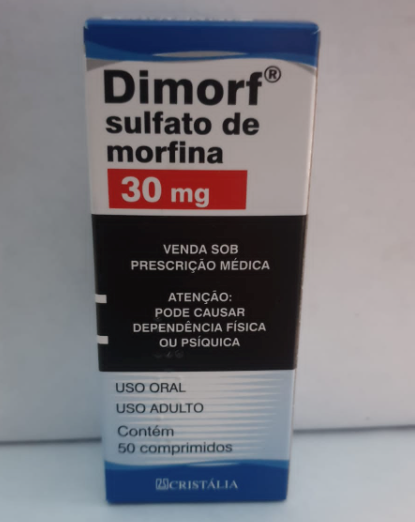 Dimorf®
sulfato de
morfina
30 mg
VENDA SOB
PRESCRIÇÃO MÉDICA
ATENÇÃO:
PODE CAUSAR
DEPENDÊNCIA FÍSICA
OU PSÍQUICA
USO ORAL
USO ADULTO
Contém
50 comprimidos
CRISTÁLIA